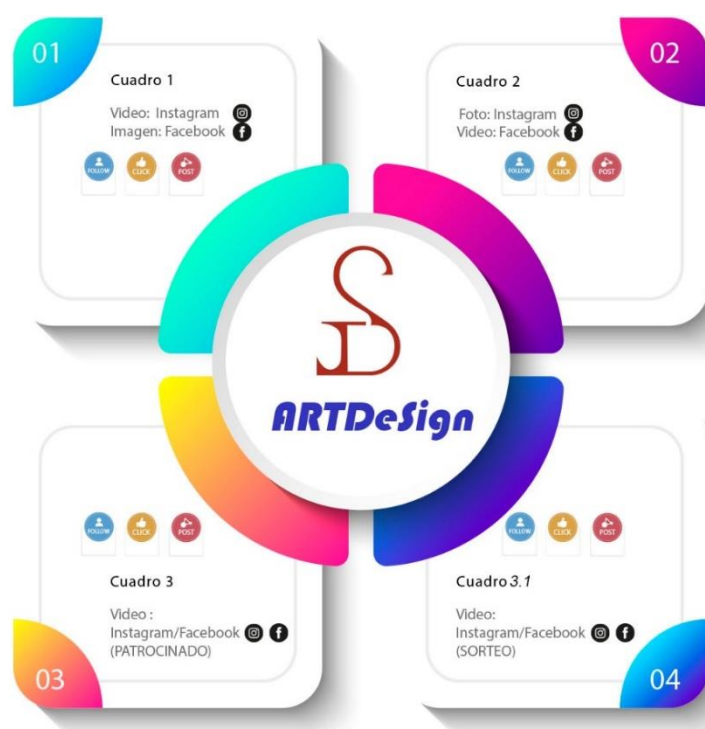 01
Cuadro 1
Video: Instagram
Imagen: Facebook
FOLLOW CLICK POST
02
Cuadro 2
Foto: Instagram
Video: Facebook
FOLLOW CLICK POST
SD
ARTDeSign
FOLLOW CLICK POST
Cuadro 3
Video :
Instagram/Facebook
(PATROCINADO)
03
FOLLOW CLICK POST
Cuadro 3.1
Video:
Instagram/Facebook
(SORTEO)
04